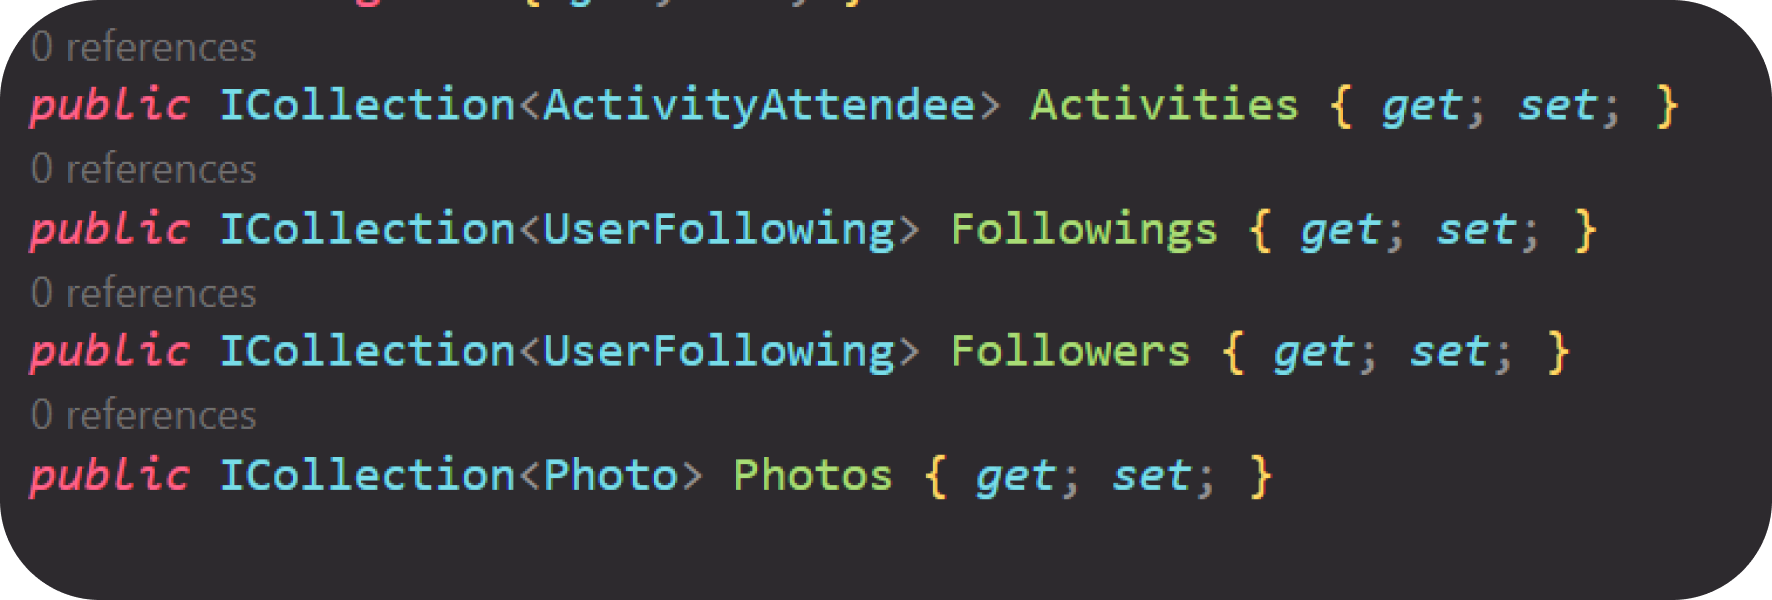 0 references
public ICollection<ActivityAttendee> Activities { get; set; }
0 references
public ICollection<UserFollowing> Followings { get; set; }
0 references
public ICollection<UserFollowing> Followers { get; set; }
0 references
public ICollection<Photo> Photos { get; set; }